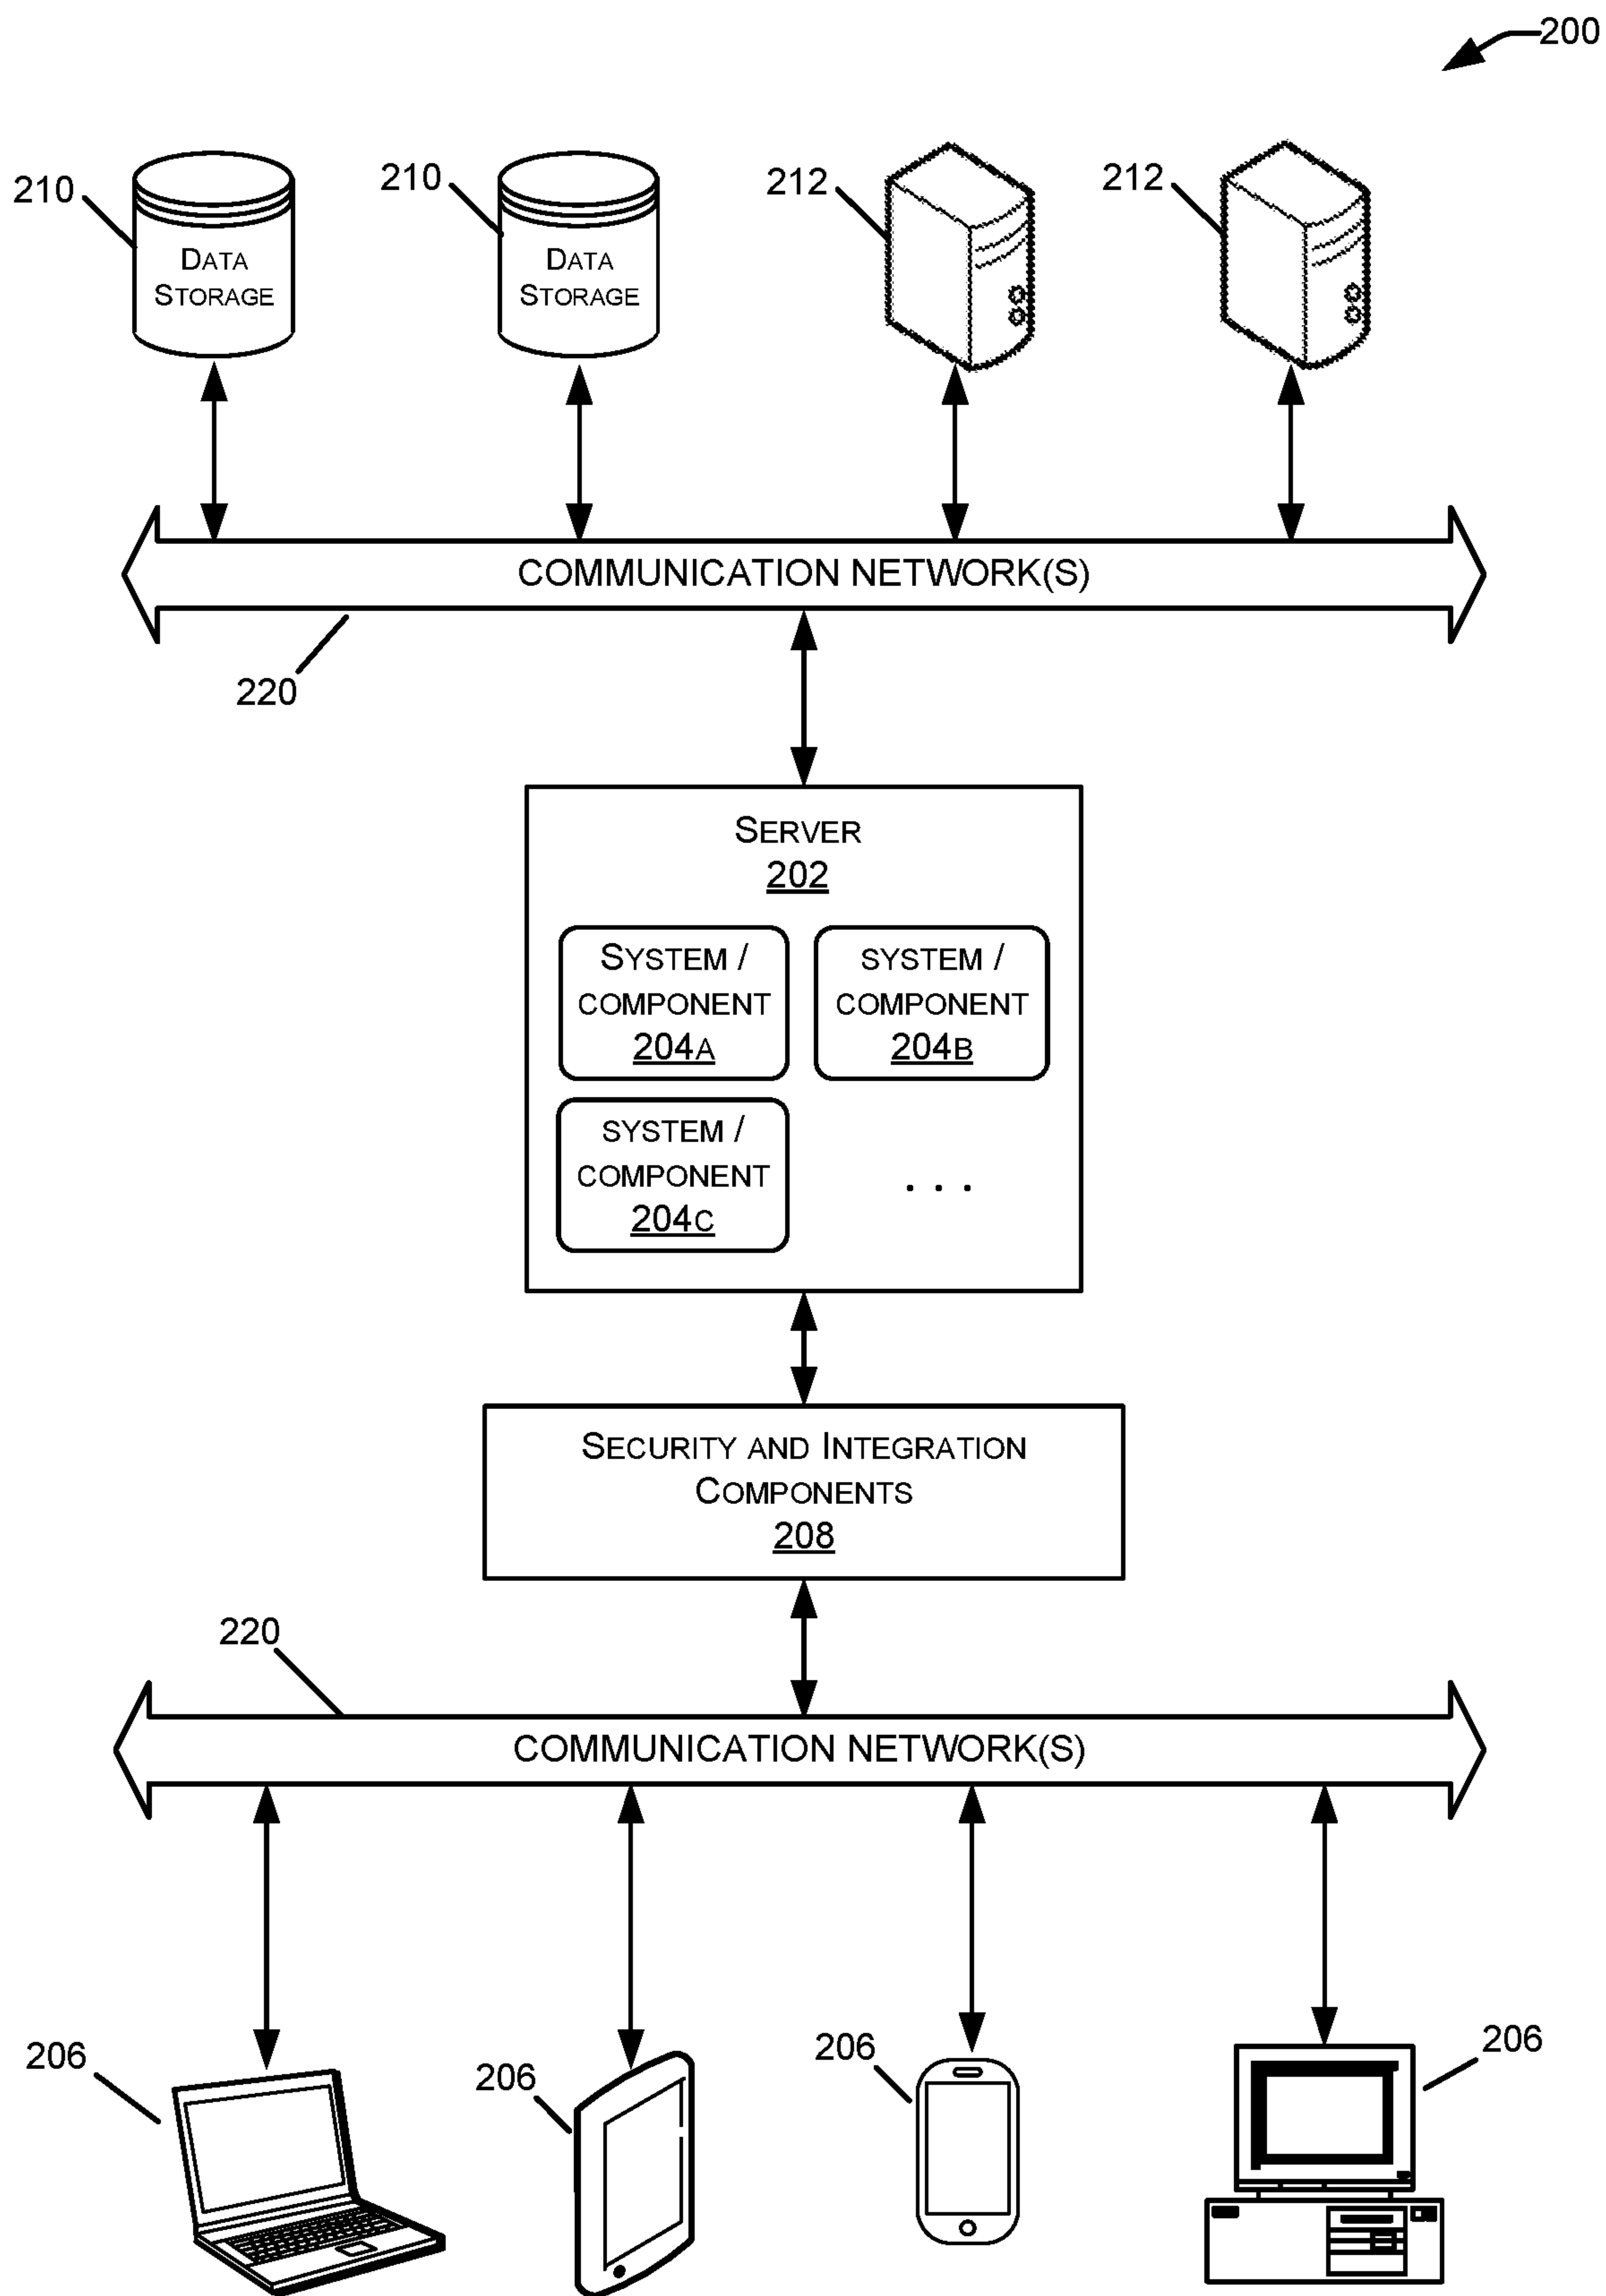 200
210
210
212
212
DATA
STORAGE
DATA
STORAGE
COMMUNICATION NETWORK(S)
220
SERVER
202
SYSTEM /
COMPONENT
204A
SYSTEM /
COMPONENT
204B
SYSTEM /
COMPONENT
204C
. . .
SECURITY AND INTEGRATION
COMPONENTS
208
220
COMMUNICATION NETWORK(S)
206
206
206
206